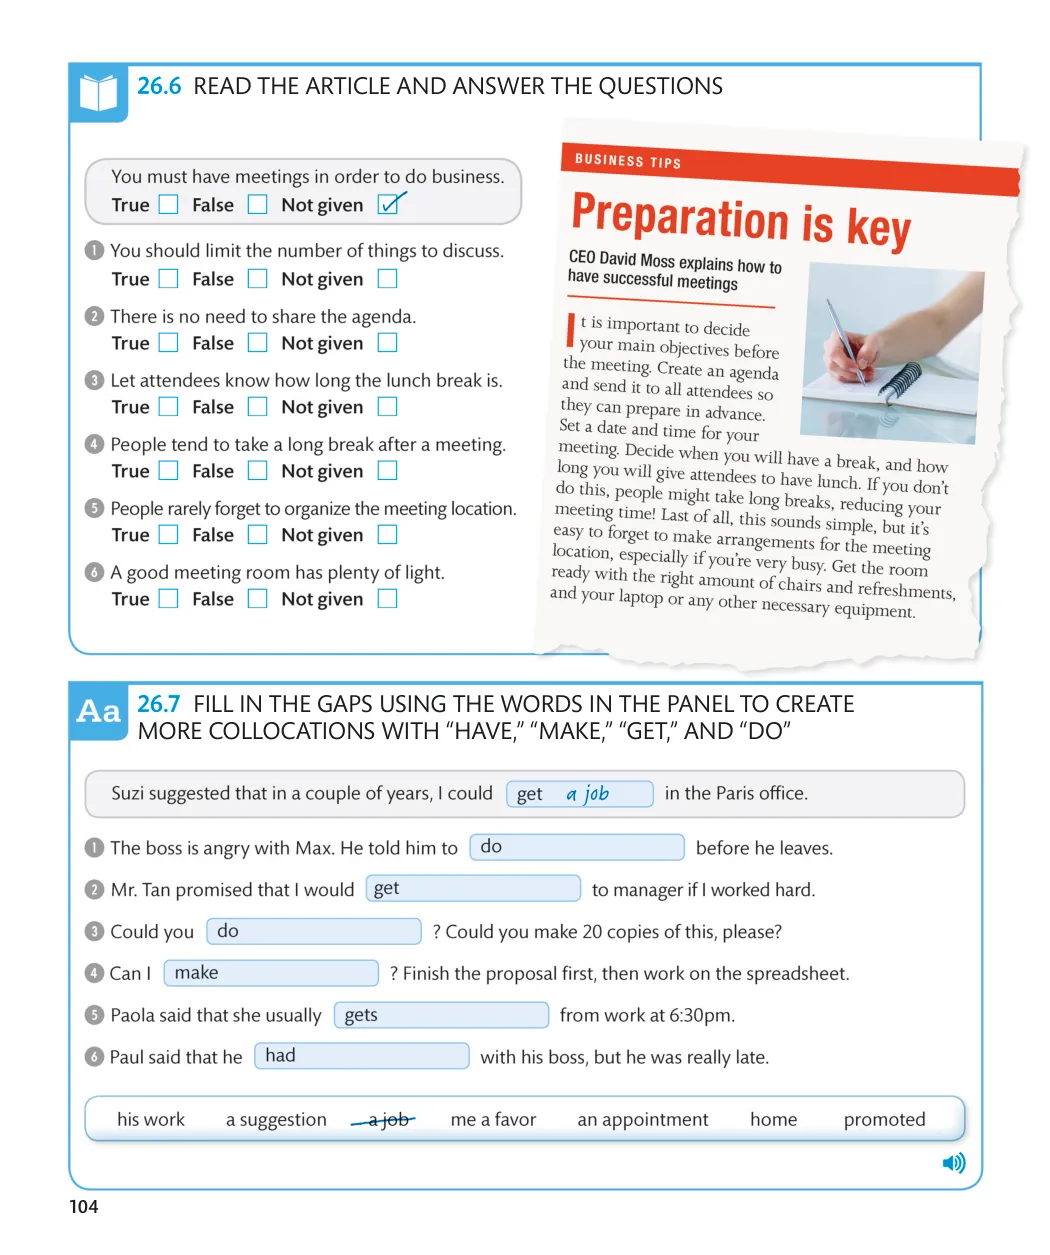 26.6 READ THE ARTICLE AND ANSWER THE QUESTIONS
You must have meetings in order to do business.
True False Not given ✓
1 You should limit the number of things to discuss.
True False Not given
2 There is no need to share the agenda.
True False Not given
3 Let attendees know how long the lunch break is.
True False Not given
4 People tend to take a long break after a meeting.
True False Not given
5 People rarely forget to organize the meeting location.
True False Not given
6 A good meeting room has plenty of light.
True False Not given
BUSINESS TIPS
Preparation is key
CEO David Moss explains how to
have successful meetings
It is important to decide
your main objectives before
the meeting. Create an agenda
and send it to all attendees so
they can prepare in advance.
Set a date and time for your
meeting. Decide when you will have a break, and how
long you will give attendees to have lunch. If you don't
do this, people might take long breaks, reducing your
meeting time! Last of all, this sounds simple, but it's
easy to forget to make arrangements for the meeting
location, especially if you're very busy. Get the room
ready with the right amount of chairs and refreshments,
and your laptop or any other necessary equipment.
Aa
26.7 FILL IN THE GAPS USING THE WORDS IN THE PANEL TO CREATE
MORE COLLOCATIONS WITH “HAVE,” “MAKE,” “GET,” AND “DO”
Suzi suggested that in a couple of years, I could get a job in the Paris office.
1 The boss is angry with Max. He told him to do before he leaves.
2 Mr. Tan promised that I would get to manager if I worked hard.
3 Could you do ? Could you make 20 copies of this, please?
4 Can I make ? Finish the proposal first, then work on the spreadsheet.
5 Paola said that she usually gets from work at 6:30pm.
6 Paul said that he had with his boss, but he was really late.
his work a suggestion a job me a favor an appointment home promoted
104